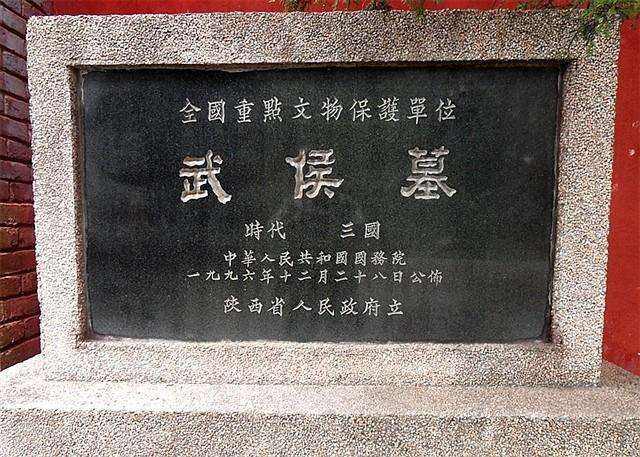 全國重點文物保護單位
武侯墓
時代 三國
中華人民共和國國務院
一九九六年十二月二十八日公佈
陝西省人民政府立